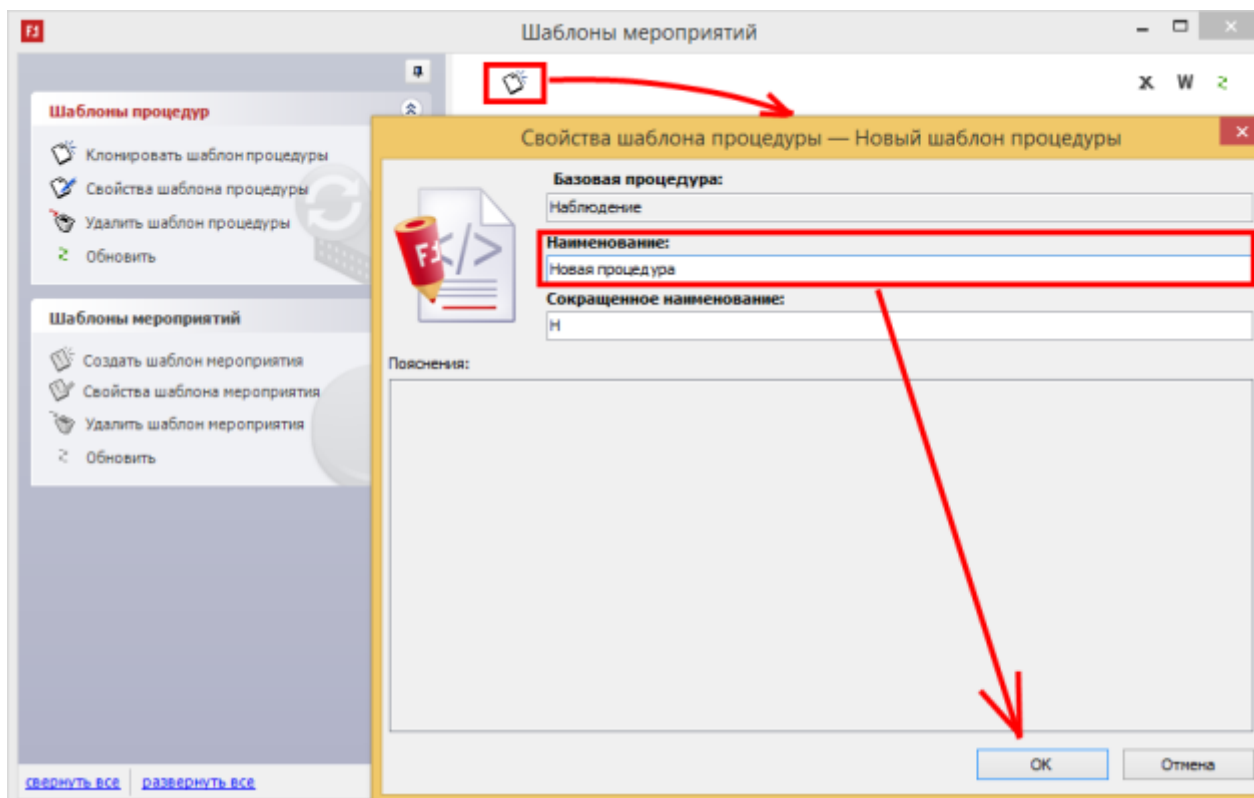 F1
Шаблоны мероприятий
X W
Шаблоны процедур
Клонировать шаблон процедуры
Свойства шаблона процедуры
Удалить шаблон процедуры
Обновить
Шаблоны мероприятий
Создать шаблон мероприятия
Свойства шаблона мероприятия
Удалить шаблон мероприятия
Обновить
свернуть все развернуть все
Свойства шаблона процедуры — Новый шаблон процедуры
F1 </>
Базовая процедура:
Наблюдение
Наименование:
Новая процедура
Сокращенное наименование:
Н
Пояснения:
OK Отмена